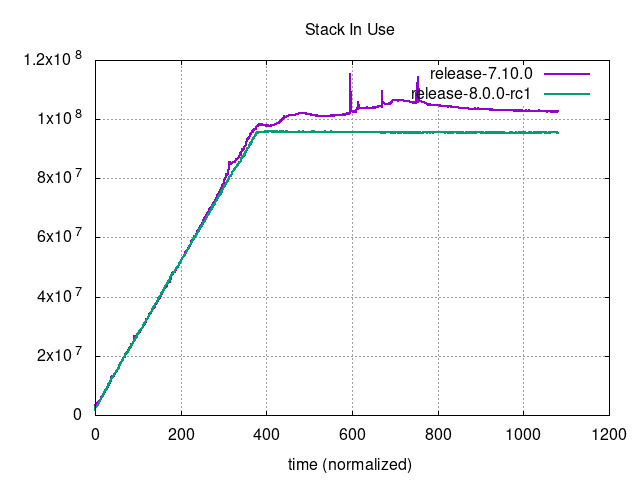 Stack In Use
1.2x10^8
1x10^8
8x10^7
6x10^7
4x10^7
2x10^7
0
release-7.10.0
release-8.0.0-rc1
0 200 400 600 800 1000 1200
time (normalized)